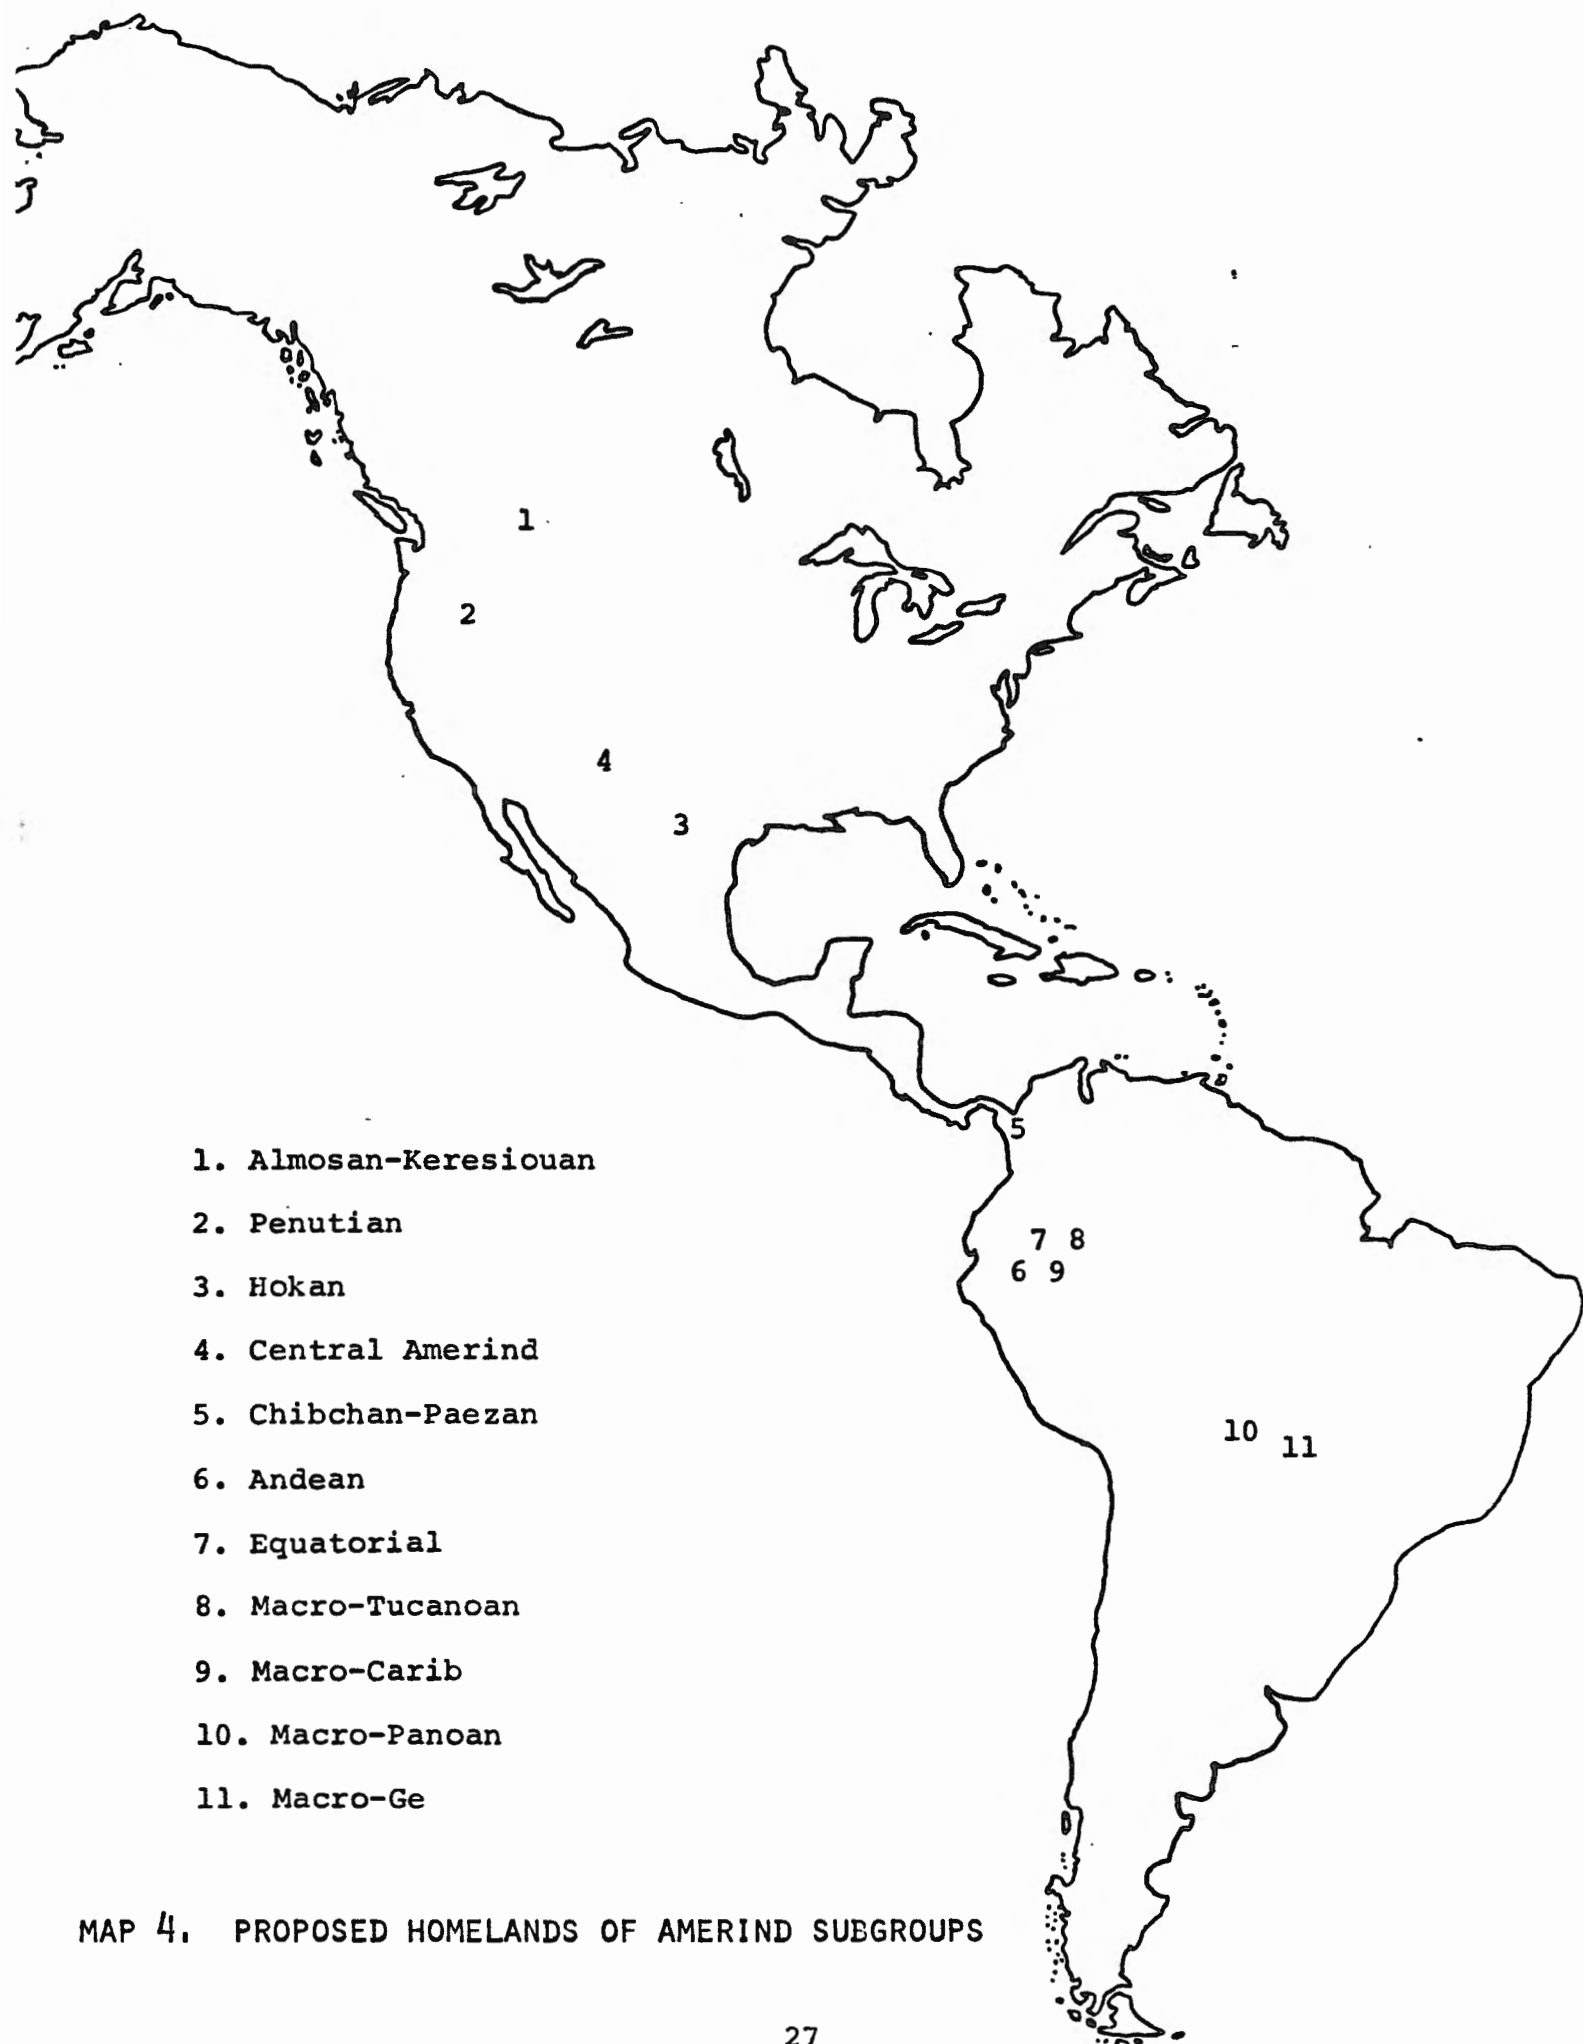 1
2
4
3
5
7 8
6 9
10 11
1. Almosan-Keresiouan
2. Penutian
3. Hokan
4. Central Amerind
5. Chibchan-Paezan
6. Andean
7. Equatorial
8. Macro-Tucanoan
9. Macro-Carib
10. Macro-Panoan
11. Macro-Ge
MAP 4. PROPOSED HOMELANDS OF AMERIND SUBGROUPS
27